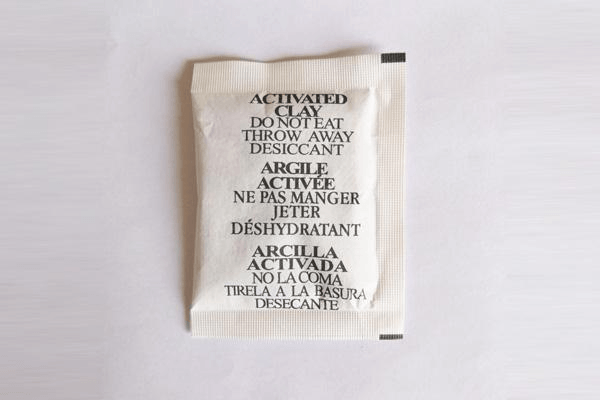 ACTIVATED
CLAY
DO NOT EAT
THROW AWAY
DESICCANT
ARGILE
ACTIVÉE
NE PAS MANGER
JETER
DÉSHYDRATANT
ARCILLA
ACTIVADA
NO LA COMA
TIRELA A LA BASURA
DESECANTE